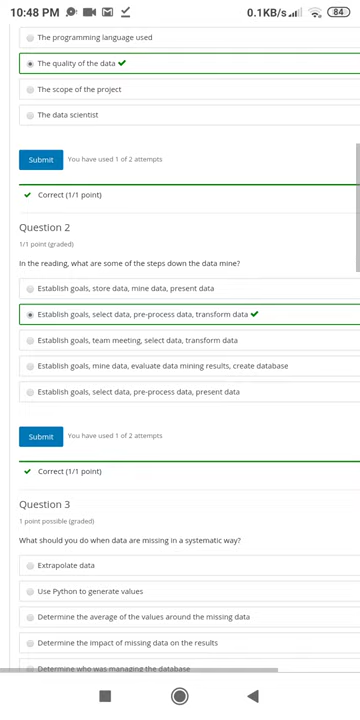 10:48 PM 0.1KB/s 84
The programming language used
The quality of the data
The scope of the project
The data scientist
Submit You have used 1 of 2 attempts
Correct (1/1 point)
Question 2
1/1 point (graded)
In the reading, what are some of the steps down the data mine?
Establish goals, store data, mine data, present data
Establish goals, select data, pre-process data, transform data
Establish goals, team meeting, select data, transform data
Establish goals, mine data, evaluate data mining results, create database
Establish goals, select data, pre-process data, present data
Submit You have used 1 of 2 attempts
Correct (1/1 point)
Question 3
1 point possible (graded)
What should you do when data are missing in a systematic way?
Extrapolate data
Use Python to generate values
Determine the average of the values around the missing data
Determine the impact of missing data on the results
Determine who was managing the database